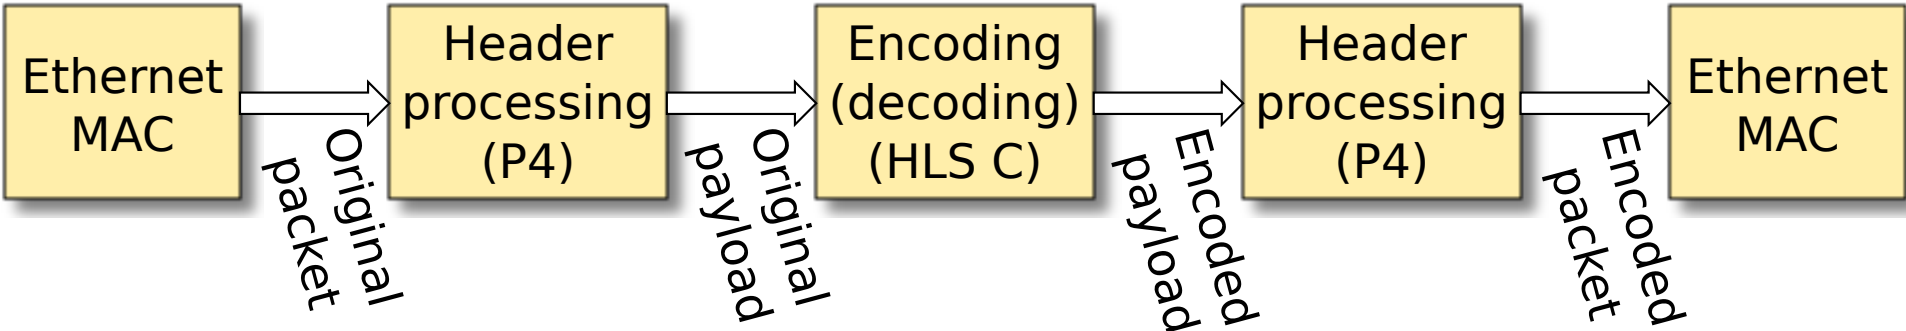 Ethernet
MAC
Original
packet
Header
processing
(P4)
Original
payload
Encoding
(decoding)
(HLS C)
Encoded
payload
Header
processing
(P4)
Encoded
packet
Ethernet
MAC